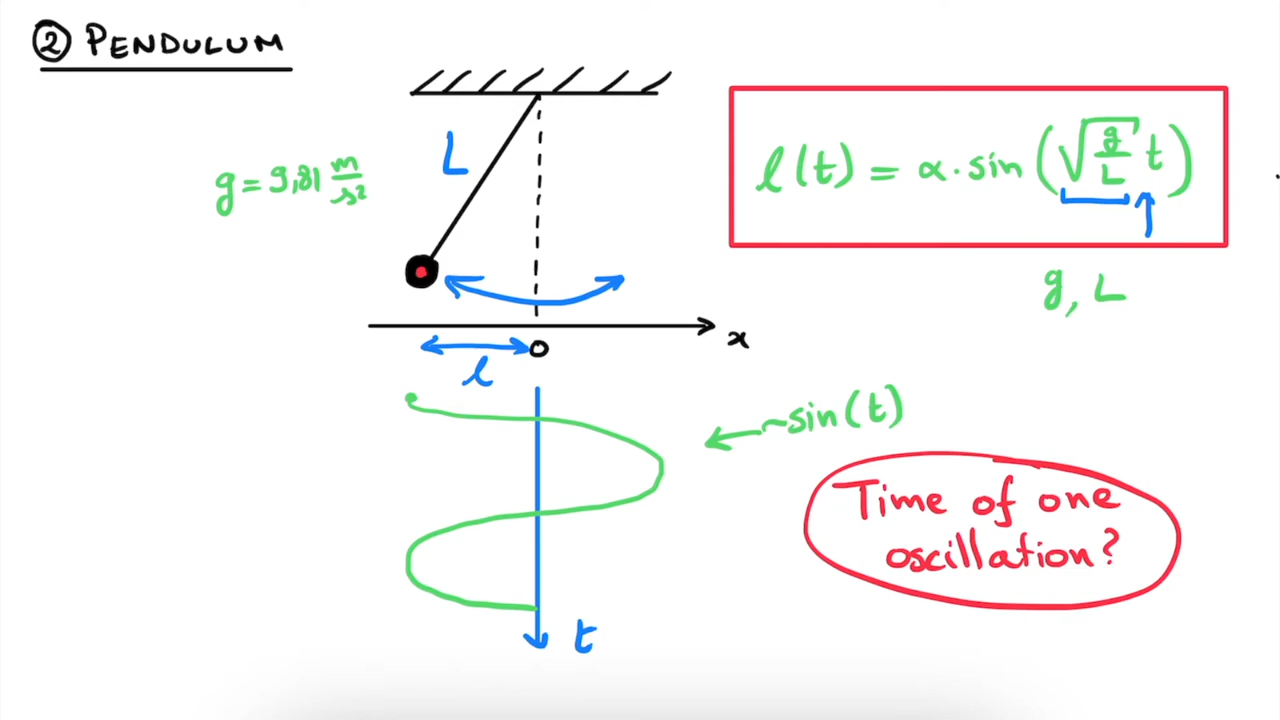 ② PENDULUM
L
g = 9,81 m/s²
l(t) = α · sin(√(g/L) t)
g, L
x
0
l
~sin(t)
Time of one
oscillation?
t